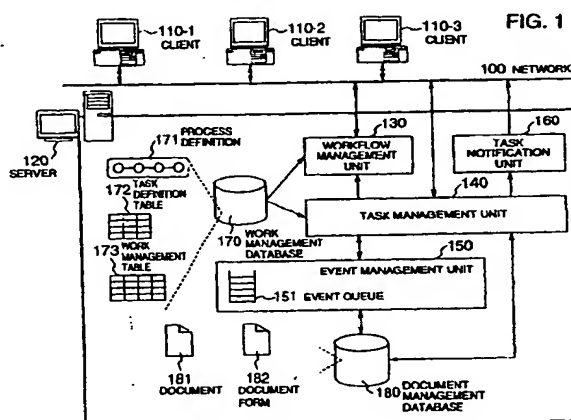 110-1
CLIENT
110-2
CLIENT
110-3
CLIENT
FIG. 1
100 NETWORK
120
SERVER
171
PROCESS
DEFINITION
172
TASK
DEFINITION
TABLE
173
WORK
MANAGEMENT
TABLE
170 WORK
MANAGEMENT
DATABASE
130
WORKFLOW
MANAGEMENT
UNIT
160
TASK
NOTIFICATION
UNIT
140
TASK MANAGEMENT UNIT
150
EVENT MANAGEMENT UNIT
151 EVENT QUEUE
181
DOCUMENT
182
DOCUMENT
FORM
180 DOCUMENT
MANAGEMENT
DATABASE